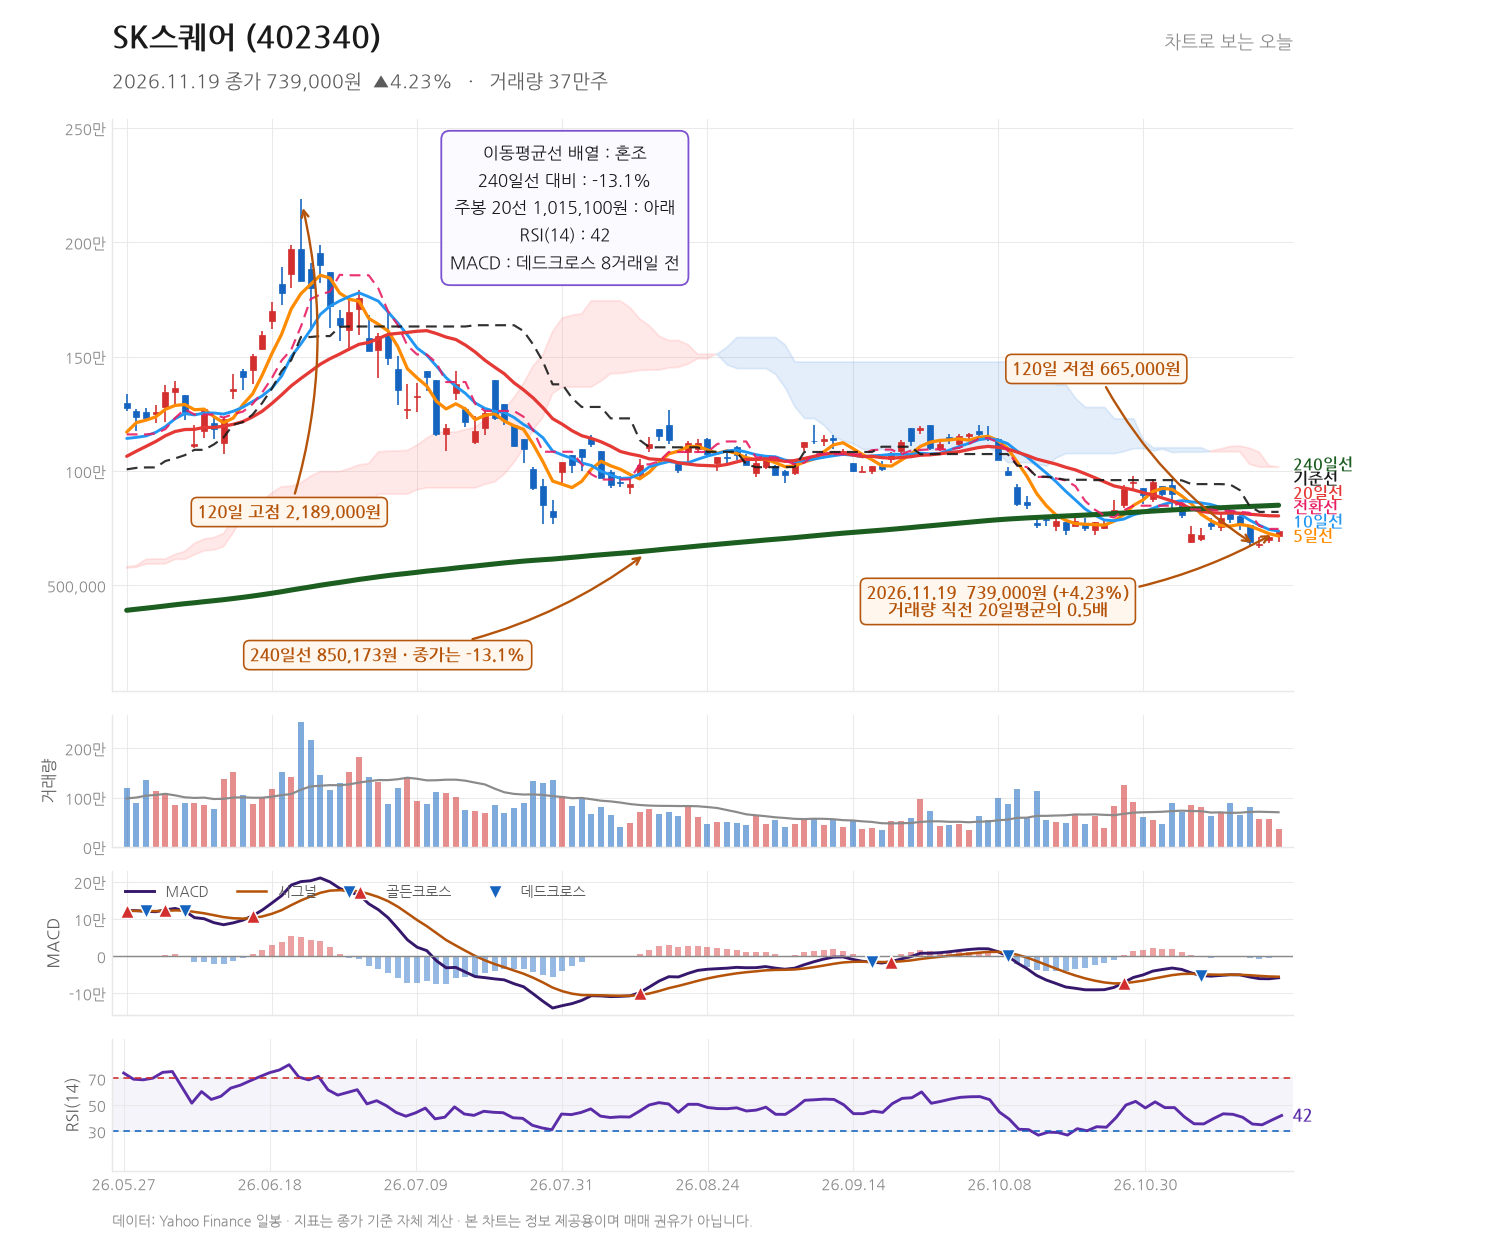 SK스퀘어 (402340)
차트로 보는 오늘
2026.11.19 종가 739,000원 ▲4.23% · 거래량 37만주
250만
200만
150만
100만
500,000
이동평균선 배열 : 혼조
240일선 대비 : -13.1%
주봉 20선 1,015,100원 : 아래
RSI(14) : 42
MACD : 데드크로스 8거래일 전
120일 저점 665,000원
120일 고점 2,189,000원
240일선
기준선
20일선
전환선
10일선
5일선
2026.11.19 739,000원 (+4.23%)
거래량 직전 20일평균의 0.5배
240일선 850,173원 · 종가는 -13.1%
거래량
200만
100만
0만
MACD
20만
10만
0
-10만
MACD
시그널
골든크로스
데드크로스
RSI(14)
70
50
30
42
26.05.27
26.06.18
26.07.09
26.07.31
26.08.24
26.09.14
26.10.08
26.10.30
데이터: Yahoo Finance 일봉 · 지표는 종가 기준 자체 계산 · 본 차트는 정보 제공용이며 매매 권유가 아닙니다.